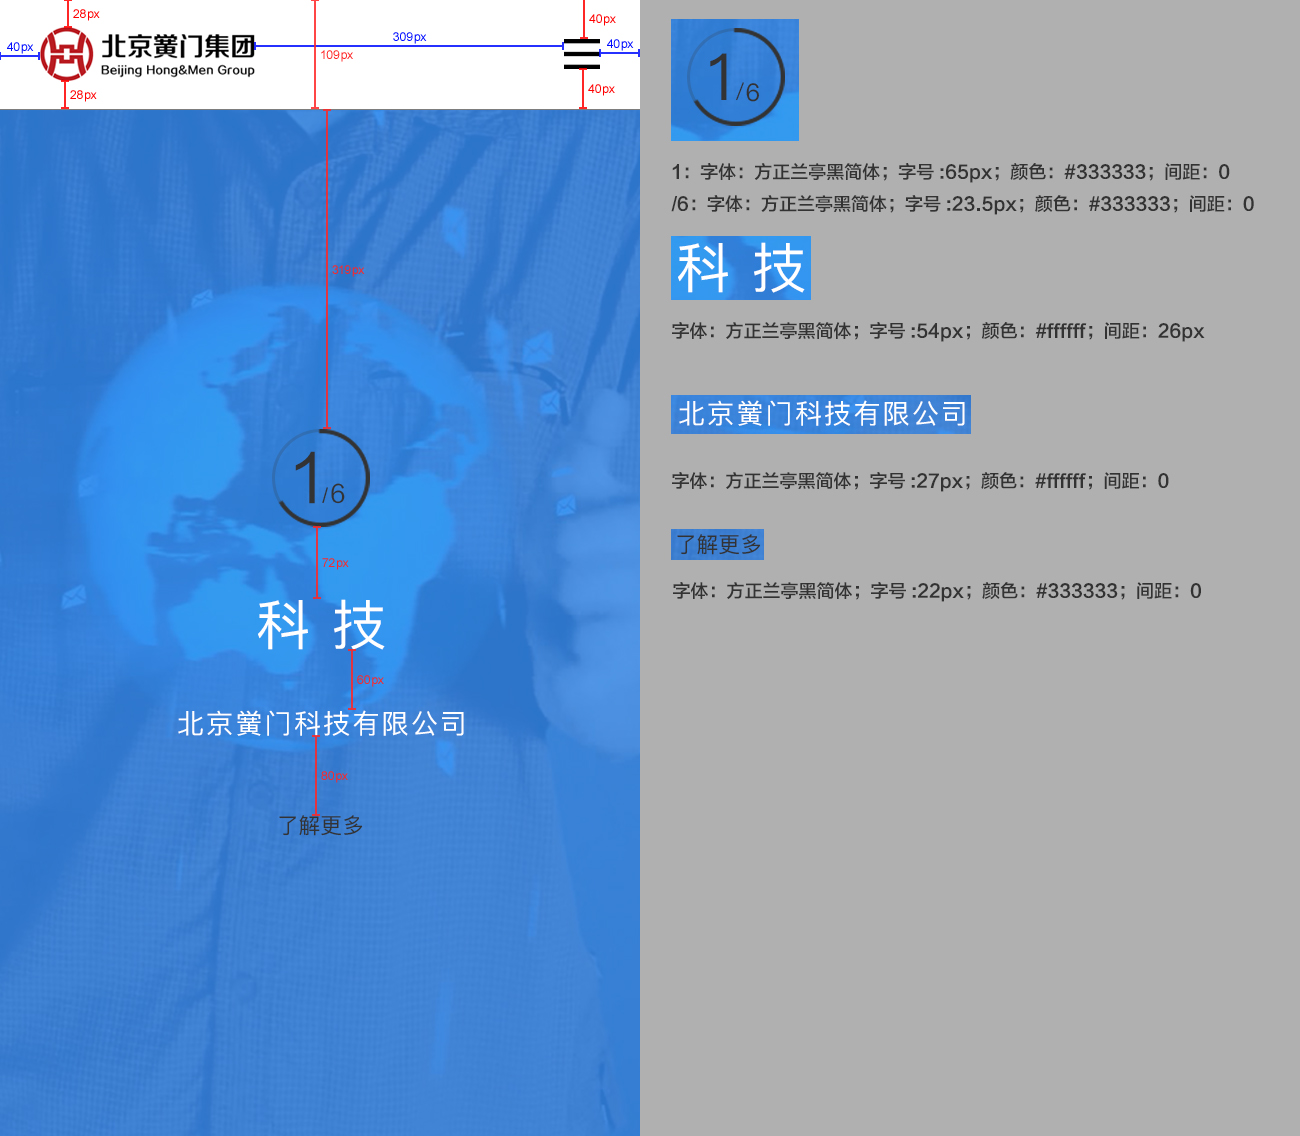 28px
40px
北京黉门集团
Beijing Hong&Men Group
28px
309px
109px
40px
40px
40px
1/6
72px
科 技
北京黉门科技有限公司
了解更多
1/6
1：字体：方正兰亭黑简体；字号 :65px；颜色：#333333；间距：0
/6：字体：方正兰亭黑简体；字号 :23.5px；颜色：#333333；间距：0
科 技
字体：方正兰亭黑简体；字号 :54px；颜色：#ffffff；间距：26px
北京黉门科技有限公司
字体：方正兰亭黑简体；字号 :27px；颜色：#ffffff；间距：0
了解更多
字体：方正兰亭黑简体；字号 :22px；颜色：#333333；间距：0